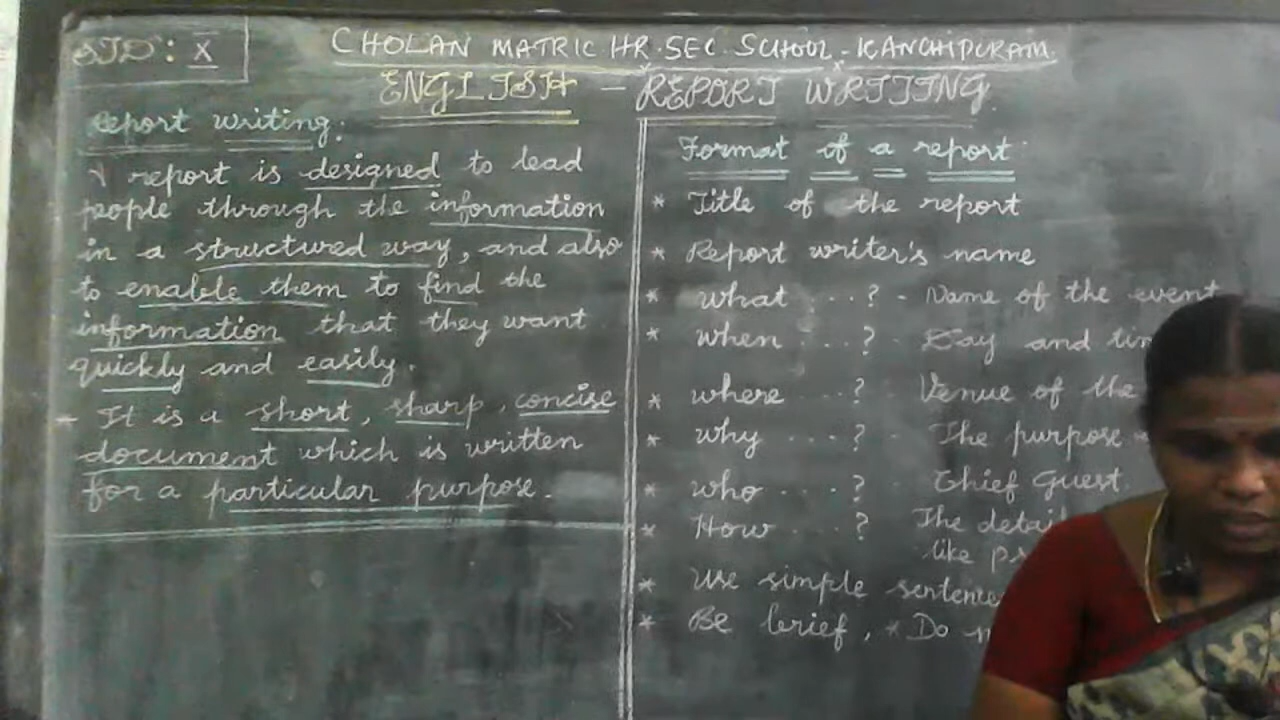 STD: X
CHOLAN MATRIC HR. SEC. SCHOOL - KANCHIPURAM.
ENGLISH - REPORT WRITING.
Report writing:
A report is designed to lead
people through the information
in a structured way, and also
to enable them to find the
information that they want
quickly and easily.
- It is a short, sharp, concise
document which is written
for a particular purpose.
Format of a report:
* Title of the report
* Report writer's name
* what ...? - Name of the event
* when ...? - Day and
* where ...? - Venue of the
* why ...? - The purpose
* who ...? - Chief Guest.
* How ...? The
like
* Use simple
* Be brief, * Do